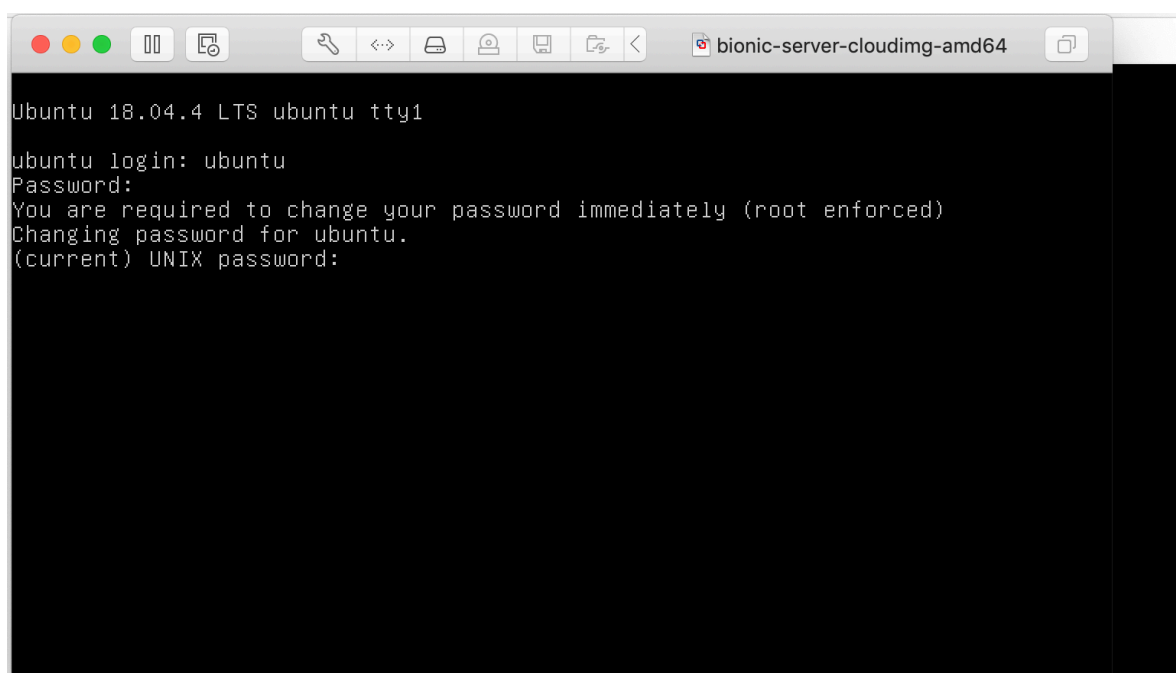 bionic-server-cloudimg-amd64
Ubuntu 18.04.4 LTS ubuntu tty1
ubuntu login: ubuntu
Password:
You are required to change your password immediately (root enforced)
Changing password for ubuntu.
(current) UNIX password: